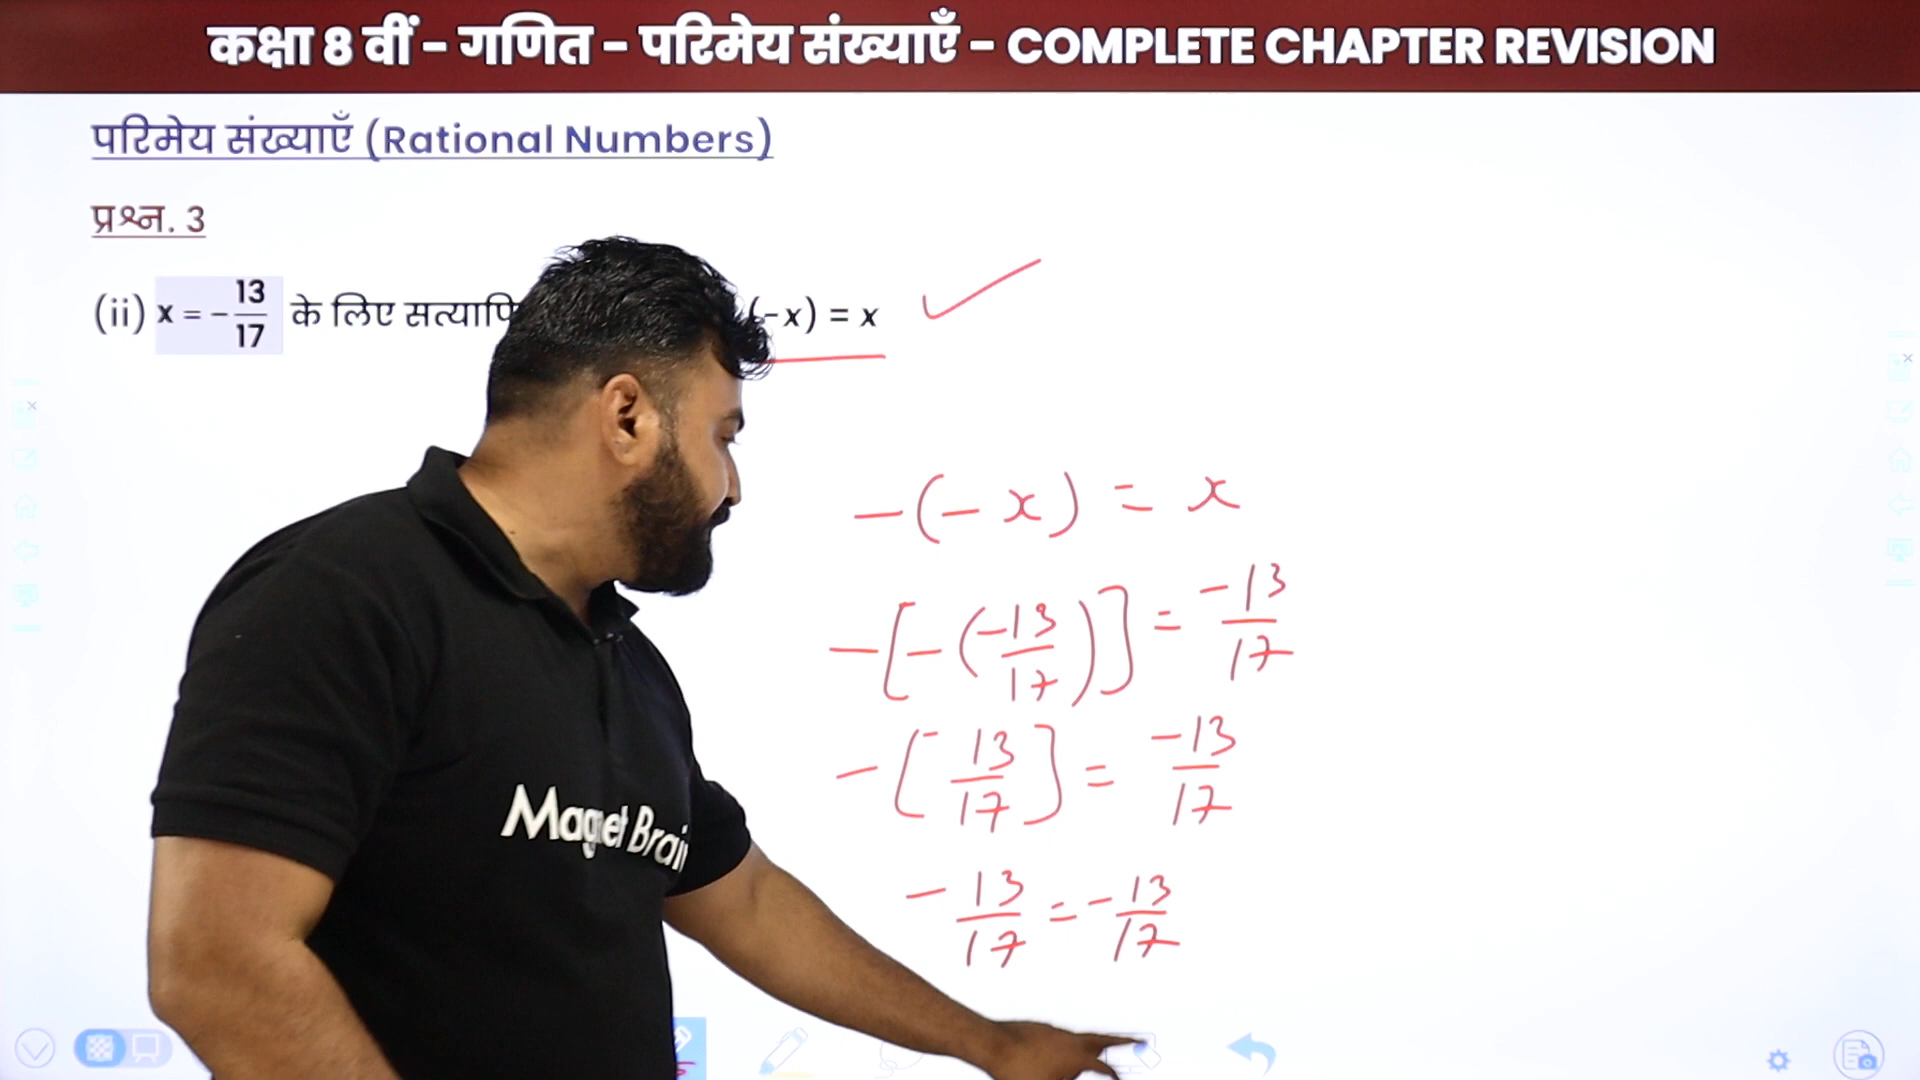 कक्षा 8 वीं - गणित - परिमेय संख्याएँ - COMPLETE CHAPTER REVISION
परिमेय संख्याएँ (Rational Numbers)
प्रश्न. 3
(ii) x = - 13/17 के लिए (-x) = x
-(-x) = x
-[-(-13/17)] = -13/17
-[13/17] = -13/17
-13/17 = -13/17
Magnet Brai